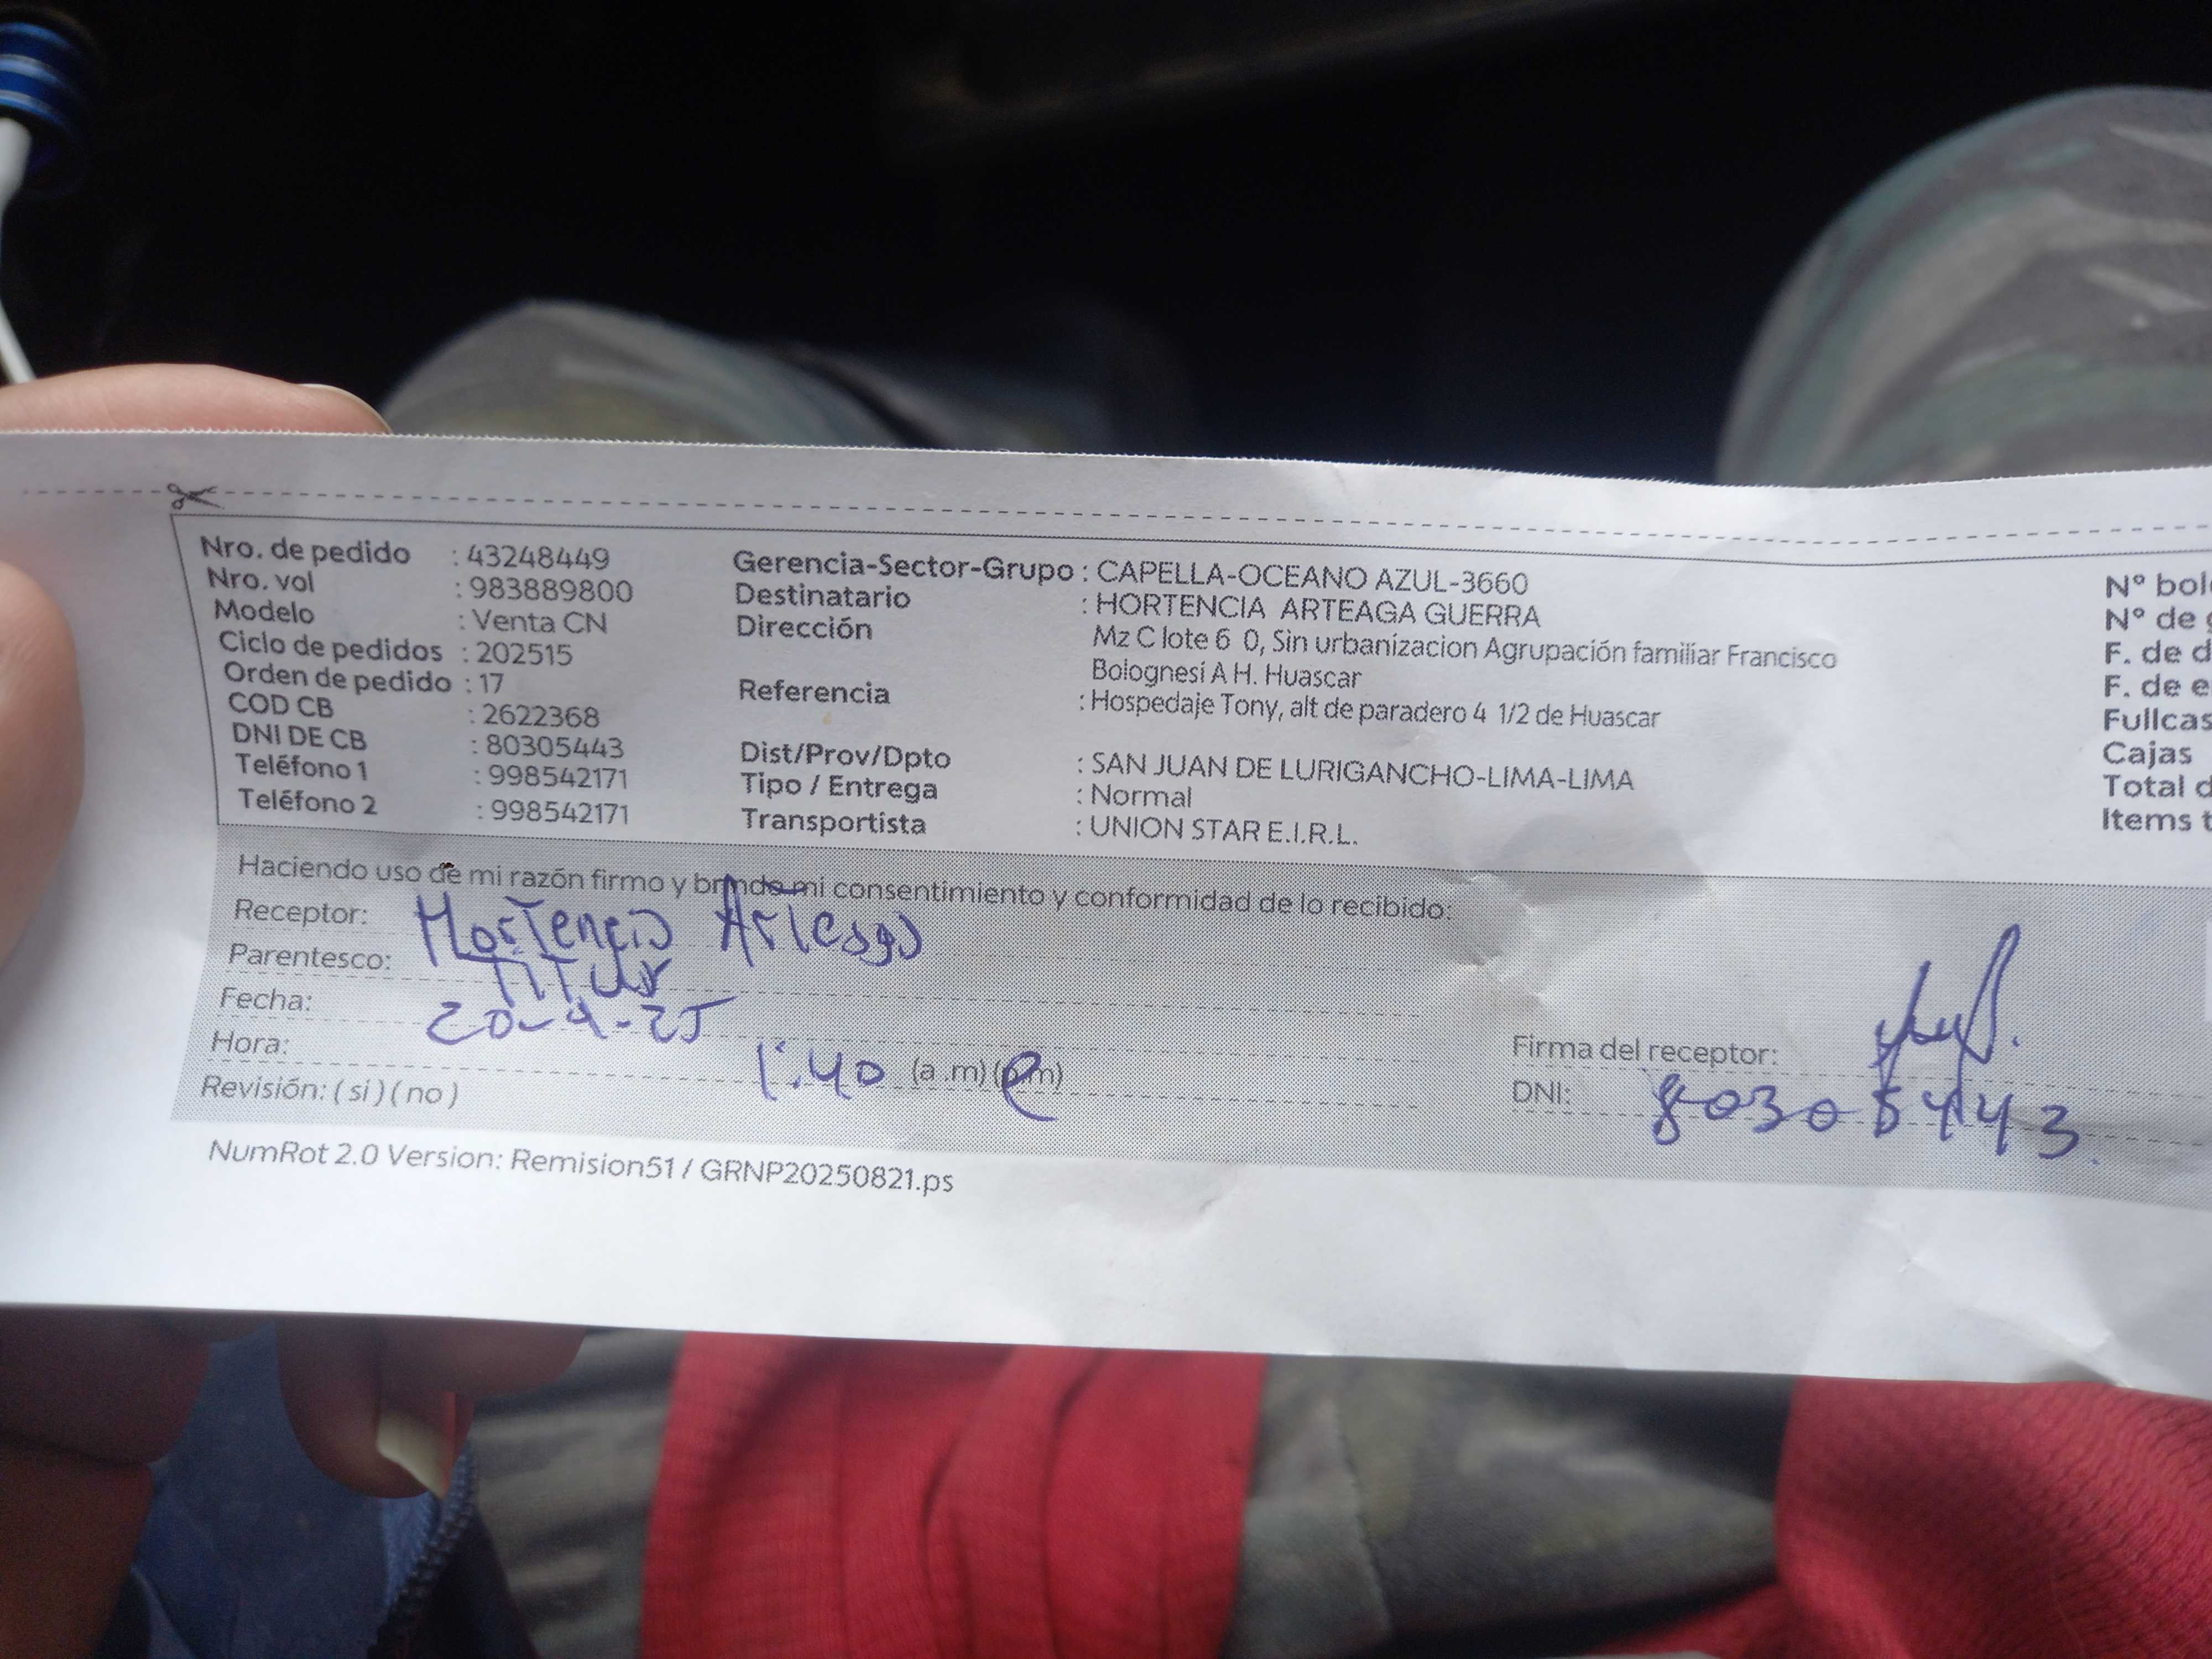 Nro. de pedido : 43248449
Nro. vol : 983889800
Modelo : Venta CN
Ciclo de pedidos : 202515
Orden de pedido : 17
COD CB : 2622368
DNI DE CB : 80305443
Teléfono 1 : 998542171
Teléfono 2 : 998542171
Gerencia-Sector-Grupo : CAPELLA-OCEANO AZUL-3660
Destinatario : HORTENCIA ARTEAGA GUERRA
Dirección Mz C lote 6 0, Sin urbanizacion Agrupación familiar Francisco
Bolognesi A H. Huascar
Referencia : Hospedaje Tony, alt de paradero 4 1/2 de Huascar
Dist/Prov/Dpto : SAN JUAN DE LURIGANCHO-LIMA-LIMA
Tipo / Entrega : Normal
Transportista : UNION STAR E.I.R.L.
N° bol
N° de
F. de d
F. de e
Fullcas
Cajas
Total d
Items t
Haciendo uso de mi razón firmo y brindo mi consentimiento y conformidad de lo recibido:
Receptor: Hortencia Arteaga
Parentesco: Titular
Fecha: 20-9-25
Hora: 1:40 (a .m) (p.m)
Revisión: ( si ) ( no )
Firma del receptor:
DNI: 80305443
NumRot 2.0 Version: Remision51 / GRNP20250821.ps